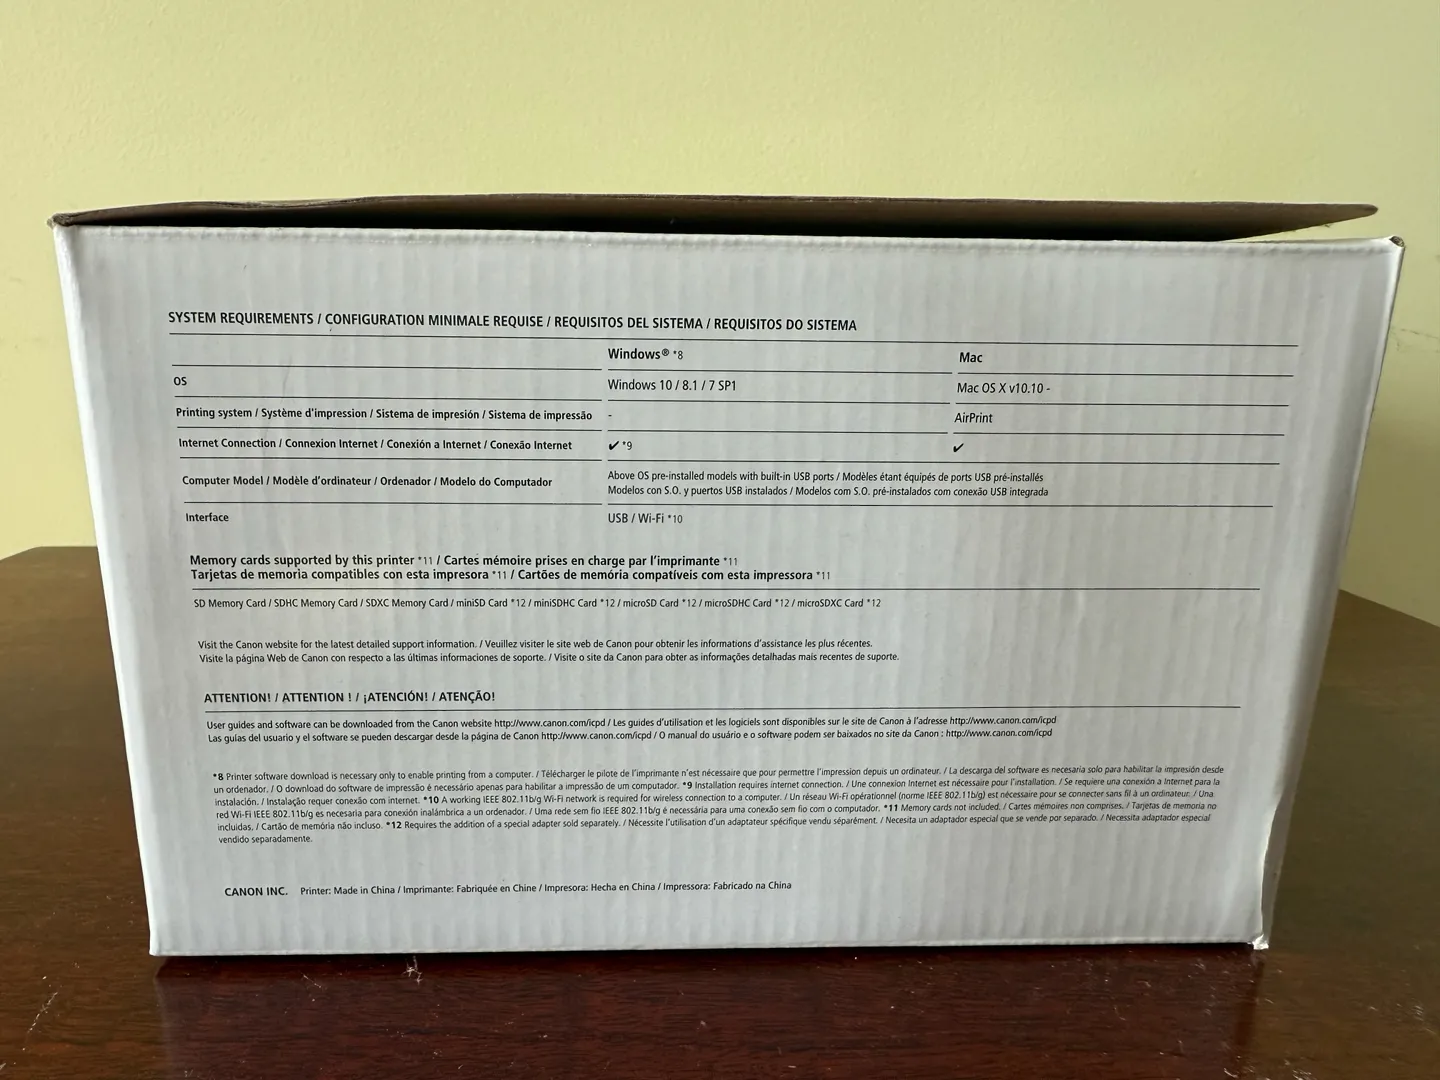 SYSTEM REQUIREMENTS / CONFIGURATION MINIMALE REQUISE / REQUISITOS DEL SISTEMA / REQUISITOS DO SISTEMA
Windows® *8 Mac
OS Windows 10 / 8.1 / 7 SP1 Mac OS X v10.10 -
Printing system / Système d'impression / Sistema de impresión / Sistema de impressão - AirPrint
Internet Connection / Connexion Internet / Conexión a Internet / Conexão Internet ✔ *9 ✔
Computer Model / Modèle d'ordinateur / Ordenador / Modelo do Computador
Above OS pre-installed models with built-in USB ports / Modèles étant équipés de ports USB pré-installés
Modelos con S.O. y puertos USB instalados / Modelos com S.O. pré-instalados com conexão USB integrada
Interface USB / Wi-Fi *10
Memory cards supported by this printer *11 / Cartes mémoire prises en charge par l'imprimante *11
Tarjetas de memoria compatibles con esta impresora *11 / Cartões de memória compatíveis com esta impressora *11
SD Memory Card / SDHC Memory Card / SDXC Memory Card / miniSD Card *12 / miniSDHC Card *12 / microSD Card *12 / microSDHC Card *12 / microSDXC Card *12
Visit the Canon website for the latest detailed support information. / Veuillez visiter le site web de Canon pour obtenir les informations d'assistance les plus récentes.
Visite la página Web de Canon con respecto a las últimas informaciones de soporte. / Visite o site da Canon para obter as informações detalhadas mais recentes de suporte.
ATTENTION! / ATTENTION ! / ¡ATENCIÓN! / ATENÇÃO!
User guides and software can be downloaded from the Canon website http://www.canon.com/icpd / Les guides d'utilisation et les logiciels sont disponibles sur le site de Canon à l'adresse http://www.canon.com/icpd
Las guías del usuario y el software se pueden descargar desde la página de Canon http://www.canon.com/icpd / O manual do usuário e o software podem ser baixados no site da Canon : http://www.canon.com/icpd
*8 Printer software download is necessary only to enable printing from a computer. / Télécharger le pilote de l'imprimante n'est nécessaire que pour permettre l'impression depuis un ordinateur. / La descarga del software es necesaria solo para habilitar la impresión desde
un ordenador. / O download do software de impressão é necessário apenas para habilitar a impressão de um computador. *9 Installation requires internet connection. / Une connexion Internet est nécessaire pour l'installation. / Se requiere una conexión a Internet para la
instalación. / Instalação requer conexão com internet. *10 A working IEEE 802.11b/g Wi-Fi network is required for wireless connection to a computer. / Un réseau Wi-Fi opérationnel (norme IEEE 802.11b/g) est nécessaire pour se connecter sans fil à un ordinateur. / Una
red Wi-Fi IEEE 802.11b/g es necesaria para conexión inalámbrica a un ordenador. / Uma rede sem fio IEEE 802.11b/g é necessária para uma conexão sem fio com o computador. *11 Memory cards not included. / Cartes mémoires non comprises. / Tarjetas de memoria no
incluidas. / Cartão de memória não incluso. *12 Requires the addition of a special adapter sold separately. / Nécessite l'utilisation d'un adaptateur spécifique vendu séparément. / Necesita un adaptador especial que se vende por separado. / Necessita adaptador especial
vendido separadamente.
CANON INC. Printer: Made in China / Imprimante: Fabriquée en Chine / Impresora: Hecha en China / Impressora: Fabricado na China